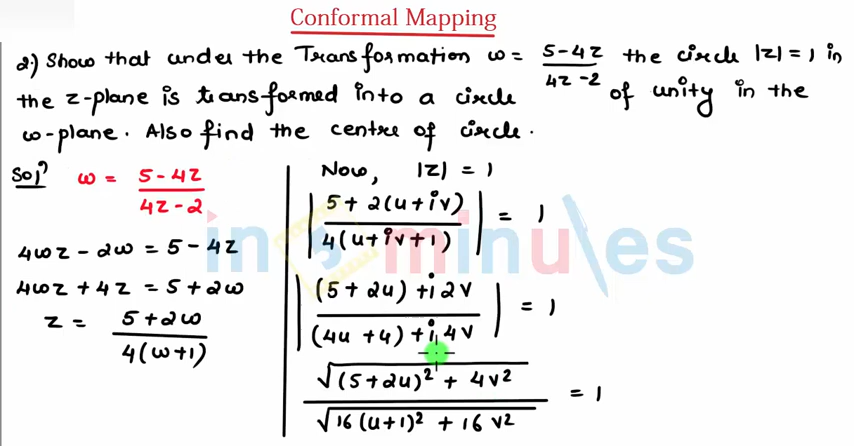 Conformal Mapping
2.) Show that under the Transformation ω = (5-4z)/(4z-2) the circle |z| = 1 in
the z-plane is transformed into a circle of unity in the
ω-plane. Also find the centre of circle.
Solⁿ ω = (5-4z)/(4z-2)
4ωz - 2ω = 5 - 4z
4ωz + 4z = 5 + 2ω
z = (5+2ω)/(4(ω+1))
Now, |z| = 1
|(5 + 2(u+iv))/(4(u+iv+1))| = 1
|((5+2u) + i2v)/((4u+4) + i4v)| = 1
√((5+2u)² + 4v²)/√(16(u+1)² + 16v²) = 1
in minutes